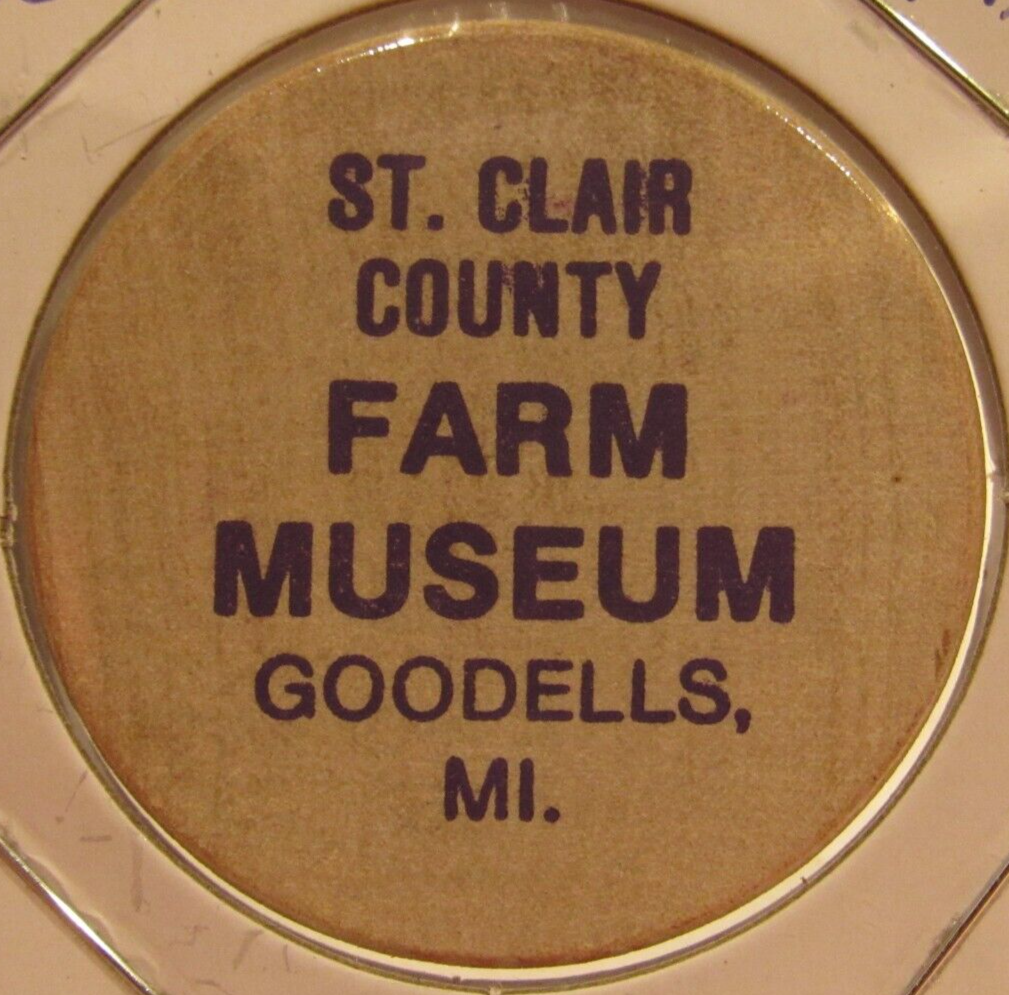 ST. CLAIR
COUNTY
FARM
MUSEUM
GOODELLS,
MI.